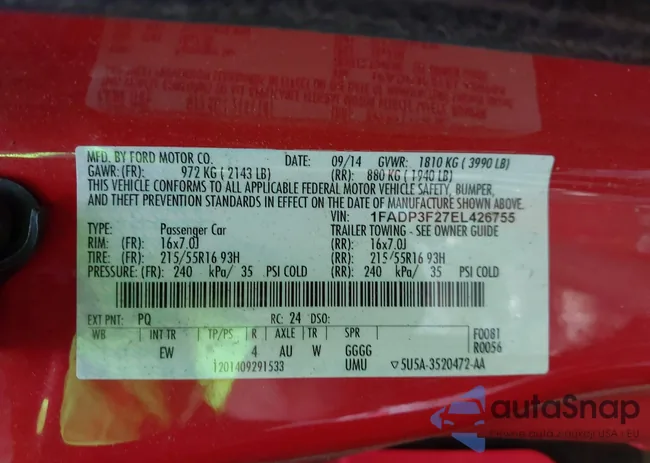 MFD. BY FORD MOTOR CO. DATE: 09/14 GVWR: 1810 KG ( 3990 LB)
GAWR: (FR): 972 KG ( 2143 LB) (RR): 880 KG ( 1940 LB)
THIS VEHICLE CONFORMS TO ALL APPLICABLE FEDERAL MOTOR VEHICLE SAFETY, BUMPER,
AND THEFT PREVENTION STANDARDS IN EFFECT ON THE DATE OF MANUFACTURE SHOWN ABOVE.
VIN: 1FADP3F27EL426755
TYPE: Passenger Car TRAILER TOWING - SEE OWNER GUIDE
RIM: (FR): 16x7.0J (RR): 16x7.0J
TIRE: (FR): 215/55R16 93H (RR): 215/55R16 93H
PRESSURE: (FR): 240 kPa/ 35 PSI COLD (RR): 240 kPa/ 35 PSI COLD
EXT PNT: PQ RC: 24 DSO:
WB INT TR TP/PS R AXLE TR SPR F0081
R0056
EW 4 AU W GGGG
1201409291533 UMU 5U5A-3520472-AA
autoSnap